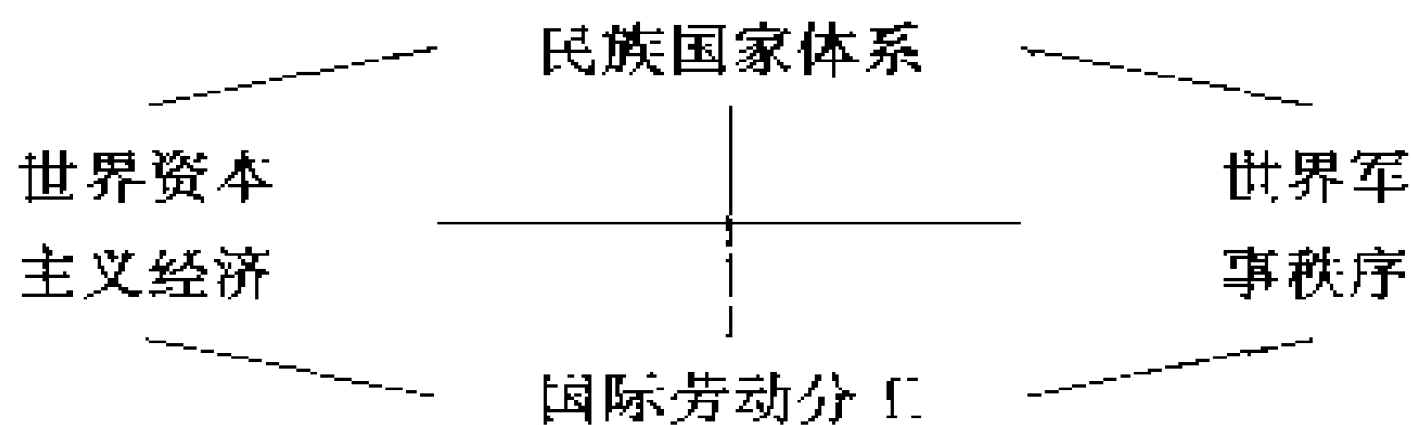 民族国家体系
世界资本
主义经济
世界军
事秩序
国际劳动分工